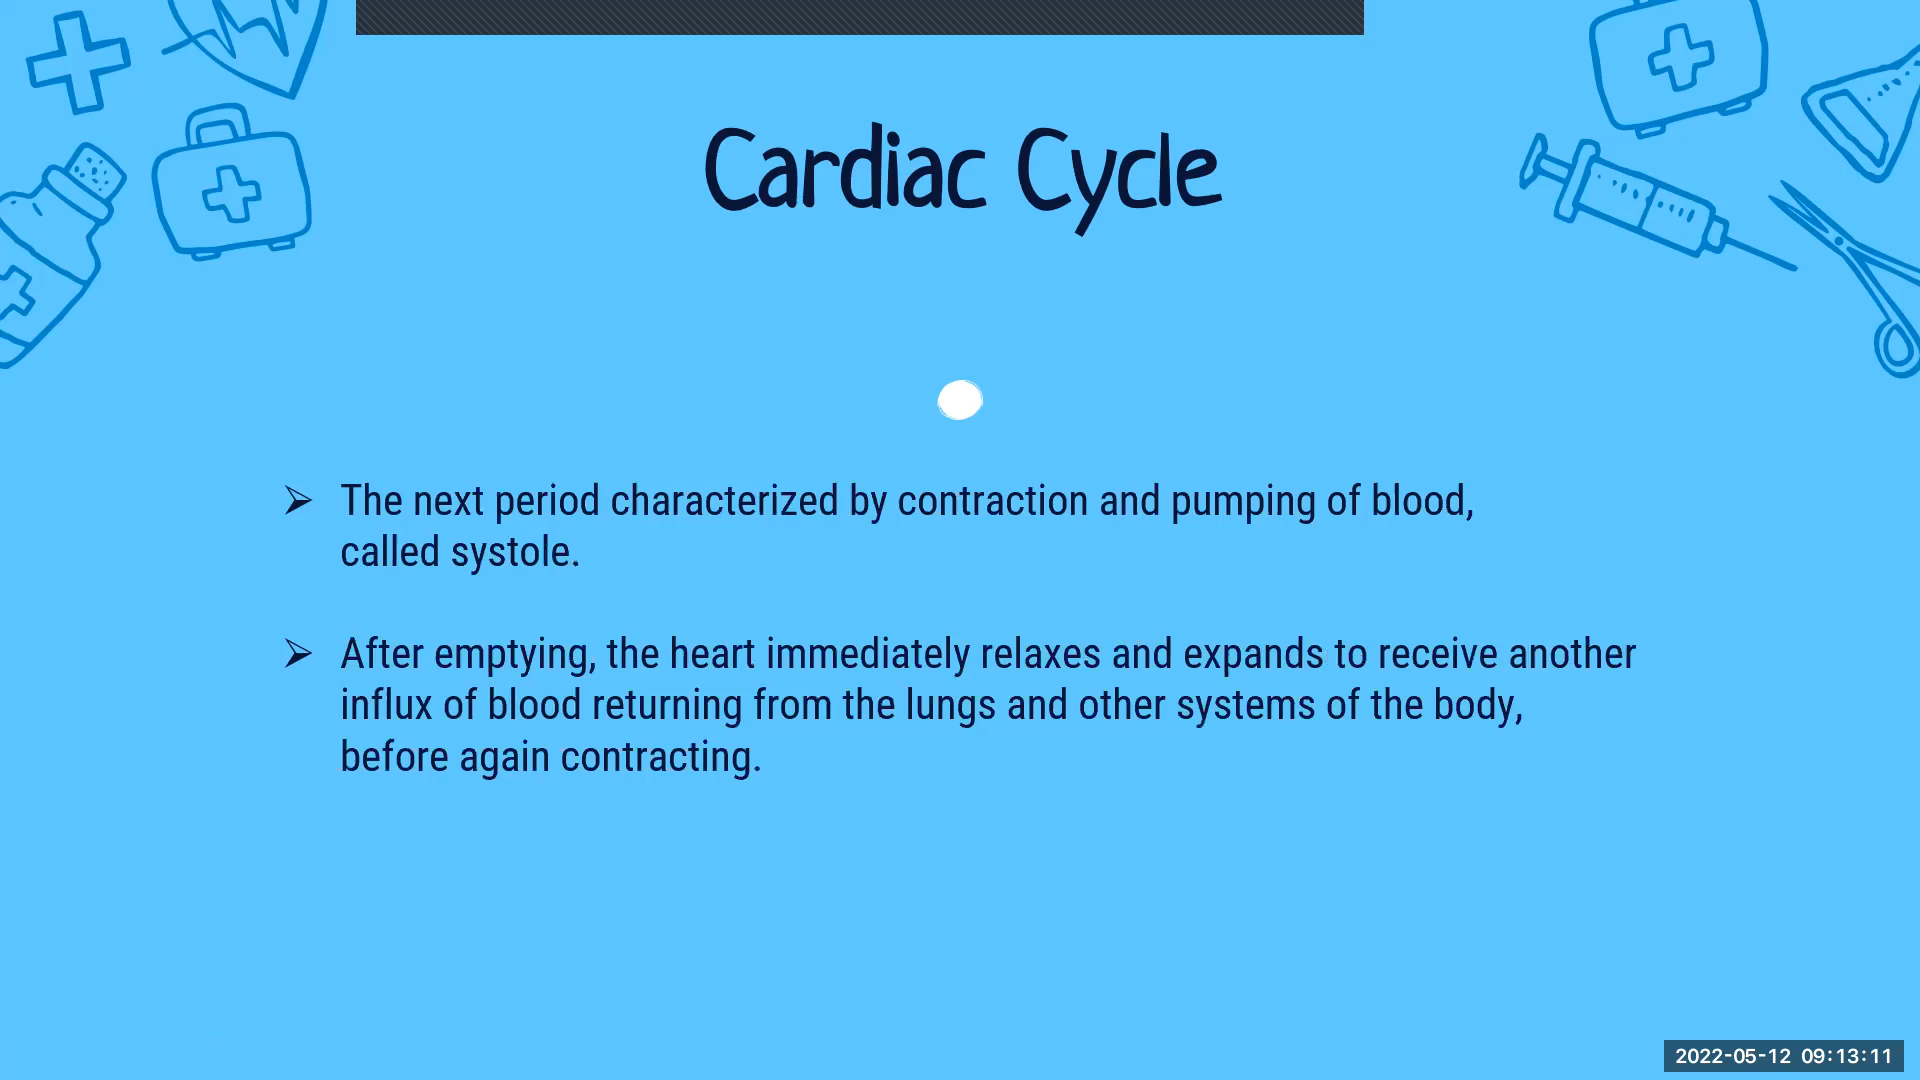 Cardiac Cycle
➢ The next period characterized by contraction and pumping of blood,
called systole.
➢ After emptying, the heart immediately relaxes and expands to receive another
influx of blood returning from the lungs and other systems of the body,
before again contracting.
2022-05-12 09:13:11